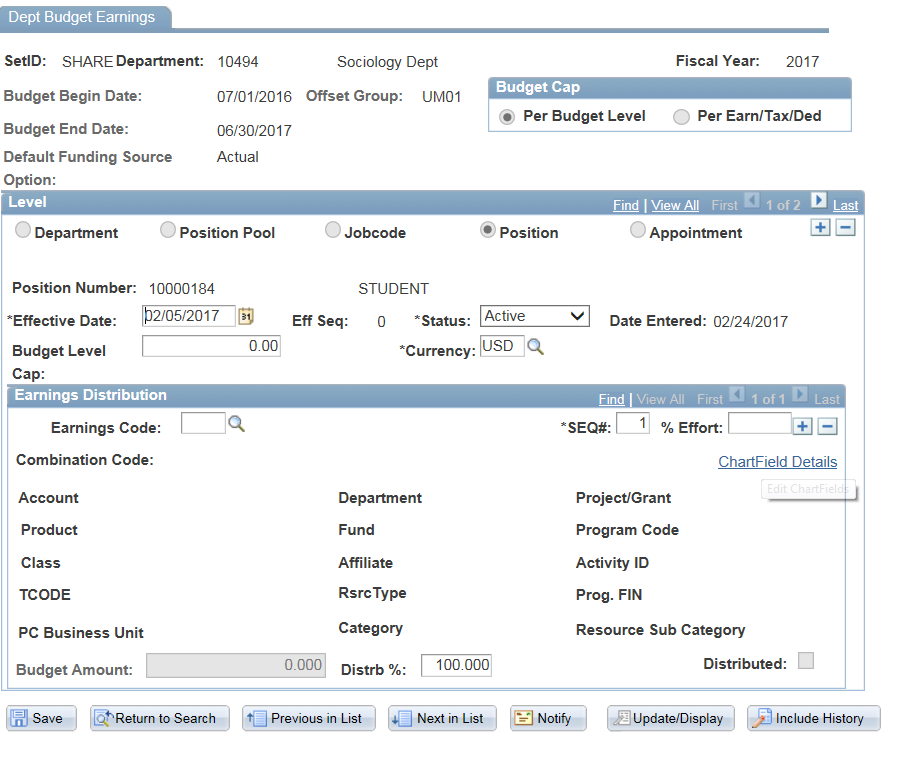 Dept Budget Earnings
SetID: SHARE Department: 10494 Sociology Dept Fiscal Year: 2017
Budget Begin Date: 07/01/2016 Offset Group: UM01
Budget Cap
Per Budget Level Per Earn/Tax/Ded
Budget End Date: 06/30/2017
Default Funding Source Option: Actual
Level Find | View All First 1 of 2 Last
Department Position Pool Jobcode Position Appointment
Position Number: 10000184 STUDENT
*Effective Date: 02/05/2017 31 Eff Seq: 0 *Status: Active Date Entered: 02/24/2017
Budget Level Cap: 0.00 *Currency: USD
Earnings Distribution Find | View All First 1 of 1 Last
Earnings Code: *SEQ#: 1 % Effort:
Combination Code: ChartField Details
Edit ChartFields
Account Department Project/Grant
Product Fund Program Code
Class Affiliate Activity ID
TCODE RsrcType Prog. FIN
PC Business Unit Category Resource Sub Category
Budget Amount: 0.000 Distrb %: 100.000 Distributed:
Save Return to Search Previous in List Next in List Notify Update/Display Include History